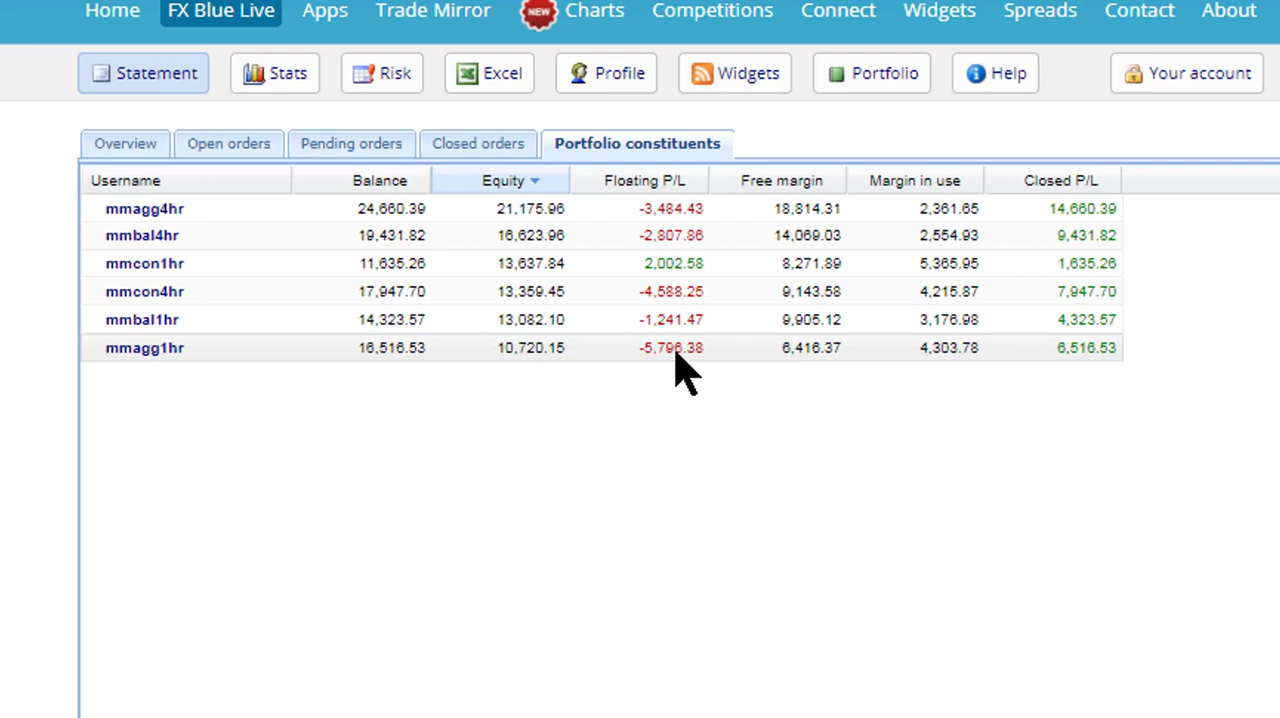 Home FX Blue Live Apps Trade Mirror NEW Charts Competitions Connect Widgets Spreads Contact About
Statement Stats Risk Excel Profile Widgets Portfolio Help Your account
Overview Open orders Pending orders Closed orders Portfolio constituents
Username Balance Equity Floating P/L Free margin Margin in use Closed P/L
mmagg4hr 24,660.39 21,175.96 -3,484.43 18,814.31 2,361.65 14,660.39
mmbal4hr 19,431.82 16,623.96 -2,807.86 14,069.03 2,554.93 9,431.82
mmcon1hr 11,635.26 13,637.84 2,002.58 8,271.89 5,365.95 1,635.26
mmcon4hr 17,947.70 13,359.45 -4,588.25 9,143.58 4,215.87 7,947.70
mmbal1hr 14,323.57 13,082.10 -1,241.47 9,905.12 3,176.98 4,323.57
mmagg1hr 16,516.53 10,720.15 -5,796.38 6,416.37 4,303.78 6,516.53